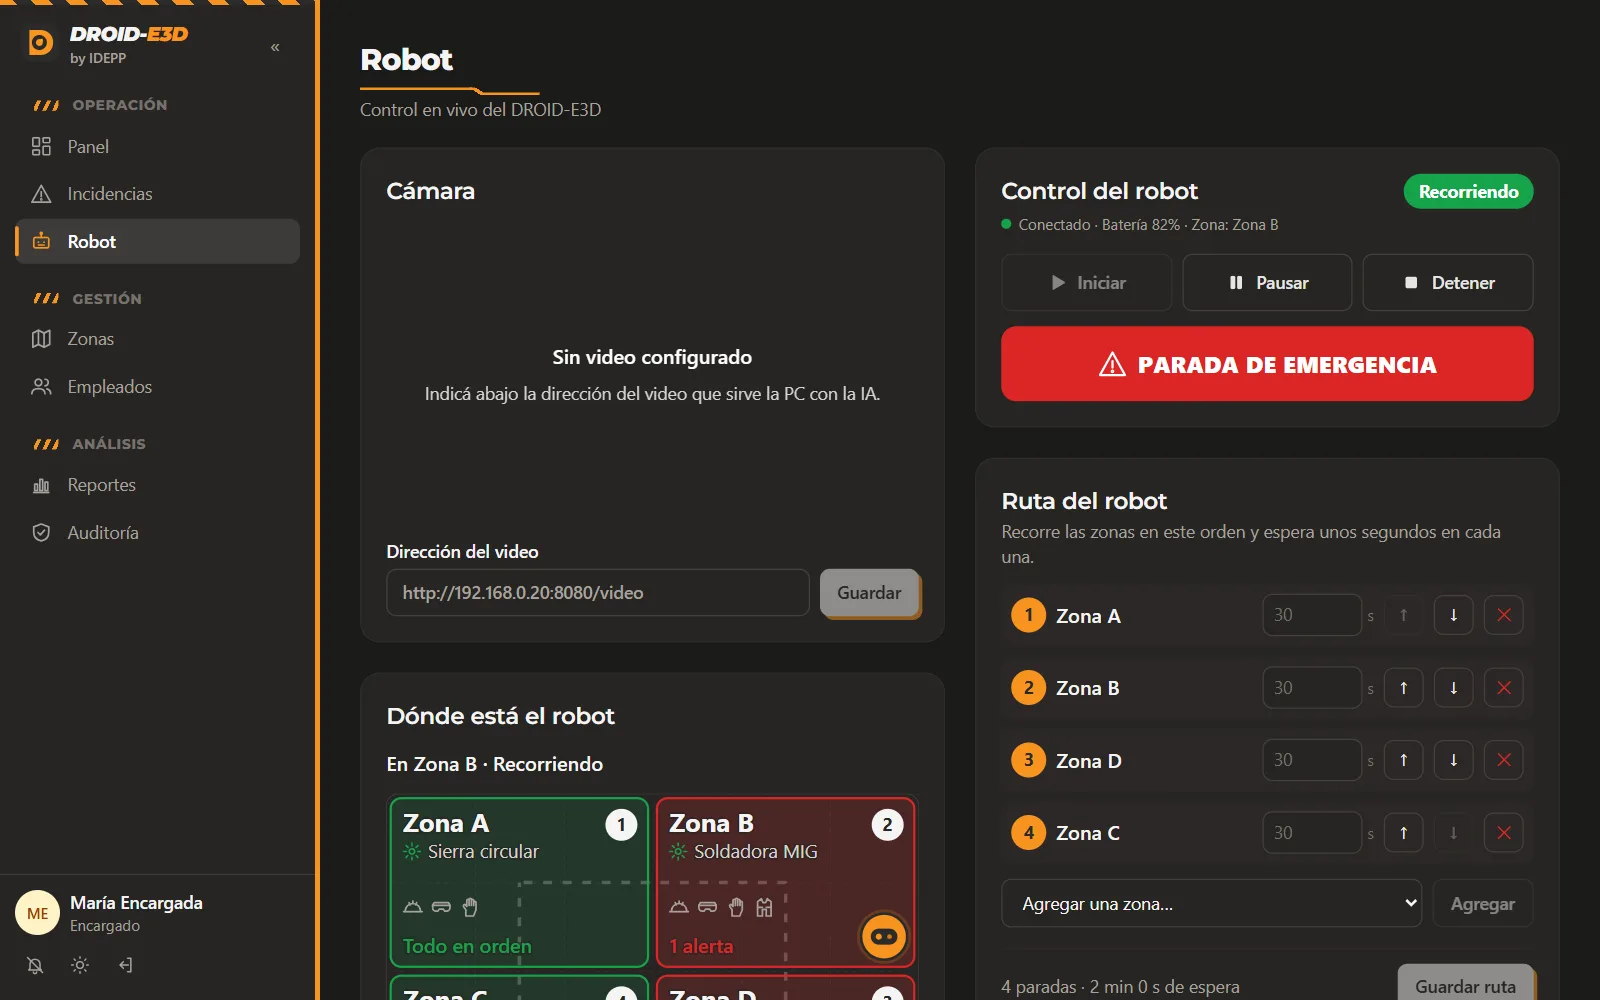 DROID-E3D
by IDEPP
«
OPERACIÓN
Panel
Incidencias
Robot
GESTIÓN
Zonas
Empleados
ANÁLISIS
Reportes
Auditoría
ME
María Encargada
Encargado
Robot
Control en vivo del DROID-E3D
Cámara
Sin video configurado
Indicá abajo la dirección del video que sirve la PC con la IA.
Dirección del video
http://192.168.0.20:8080/video
Guardar
Dónde está el robot
En Zona B · Recorriendo
Zona A
1
Sierra circular
Todo en orden
Zona B
2
Soldadora MIG
1 alerta
Zona C
4
Zona D
3
Control del robot
Recorriendo
Conectado · Batería 82% · Zona: Zona B
Iniciar
Pausar
Detener
PARADA DE EMERGENCIA
Ruta del robot
Recorre las zonas en este orden y espera unos segundos en cada
una.
1 Zona A 30 s ↑ ↓
2 Zona B 30 s ↑ ↓
3 Zona D 30 s ↑ ↓
4 Zona C 30 s ↑ ↓
Agregar una zona...
Agregar
4 paradas · 2 min 0 s de espera
Guardar ruta